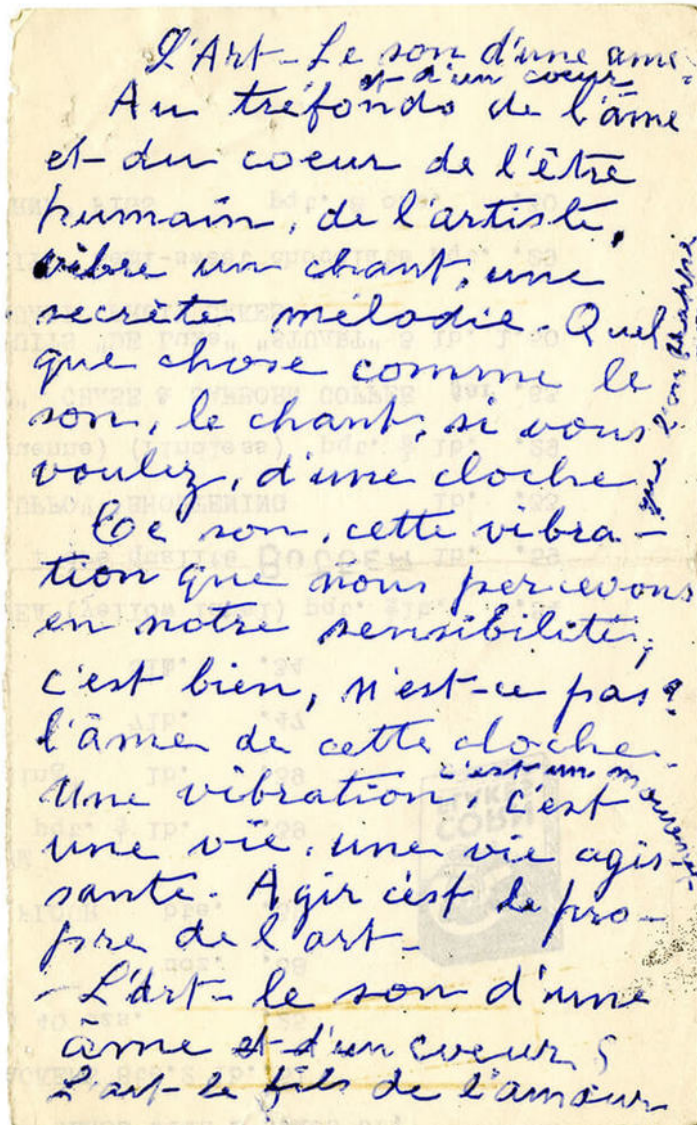 L'Art - Le son d'une âme
et d'un coeur
Au tréfonds de l'âme
et du coeur de l'être
humain, de l'artiste,
vibre un chant, une
secrète mélodie. Quel
que chose comme le
son, le chant, si vous
voulez, d'une cloche
que l'on frappe
Ce son, cette vibra-
tion que nous percevons
en notre sensibilité,
c'est bien, n'est-ce pas?
l'âme de cette cloche.
Une vibration, c'est un mouvement
c'est
une vie, une vie agis
sante. Agir c'est le pro-
pre de l'art-
- L'Art - le son d'une
âme et d'un coeur
L'art le fils de l'amour